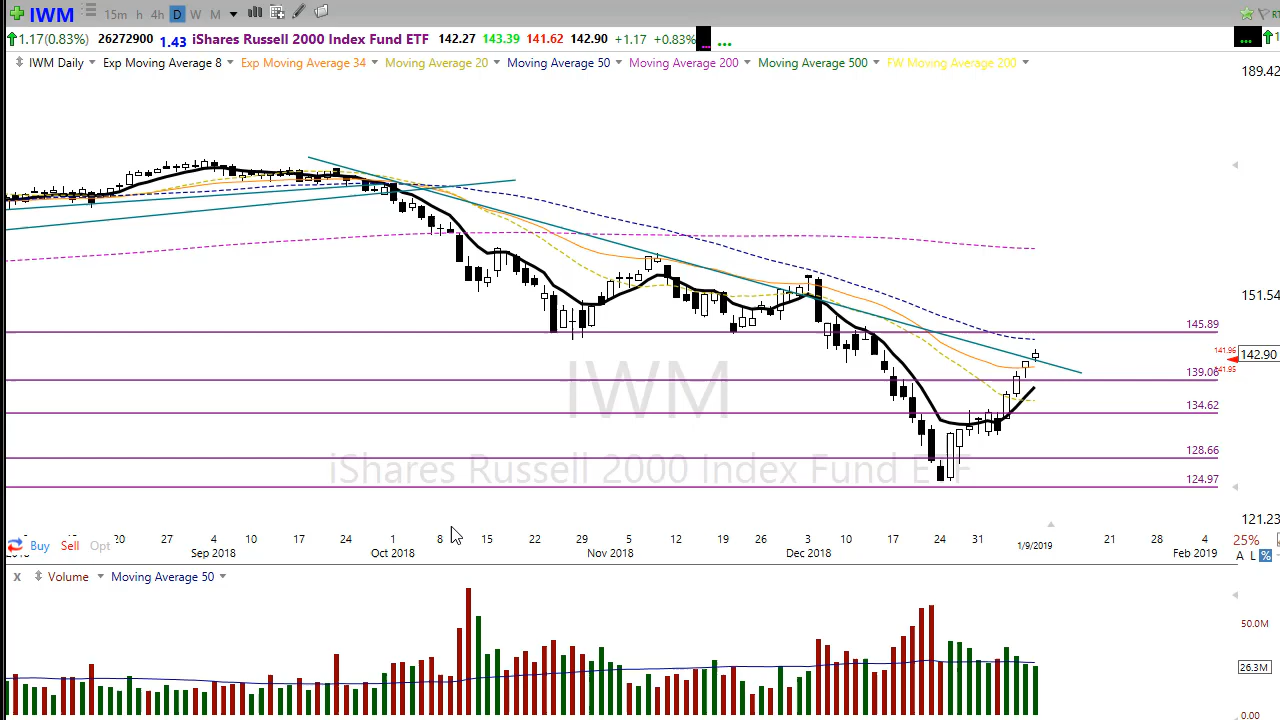 IWM 15m h 4h D W M
1.17(0.83%) 26272900 1.43 iShares Russell 2000 Index Fund ETF 142.27 143.39 141.62 142.90 +1.17 +0.83%
IWM Daily Exp Moving Average 8 Exp Moving Average 34 Moving Average 20 Moving Average 50 Moving Average 200 Moving Average 500 FW Moving Average 200
189.42
151.54
145.89
141.96
142.90
139.06
141.95
134.62
128.66
124.97
121.23
IWM
iShares Russell 2000 Index Fund ETF
20 27 4 10 17 24 1 8 15 22 29 5 12 19 26 3 10 17 24 31 21 28 4
Sep 2018 Oct 2018 Nov 2018 Dec 2018 1/9/2019 Feb 2019
Buy Sell Opt
25%
A L %
x Volume Moving Average 50
50.0M
26.3M
0.00